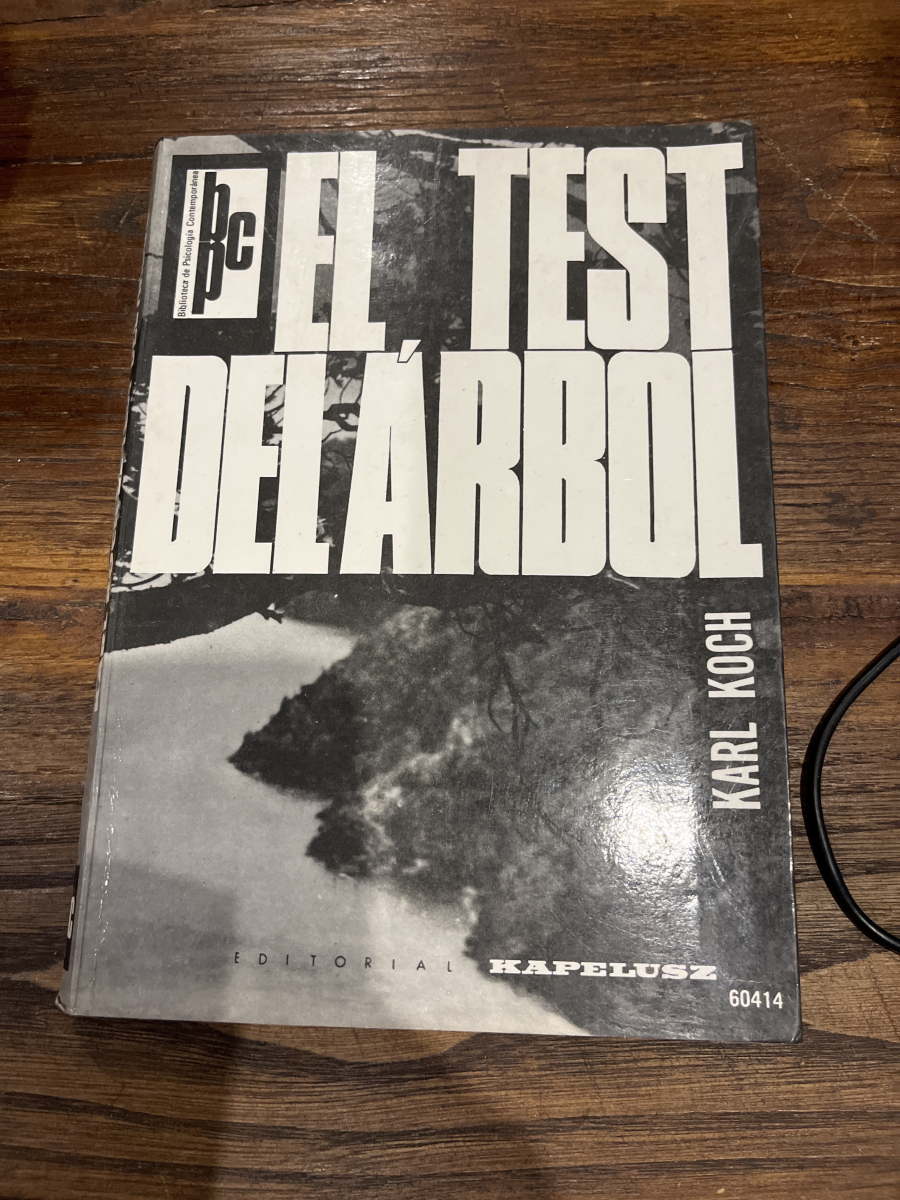 Biblioteca de Psicología Contemporánea
bpc
EL TEST
DEL ÁRBOL
KARL KOCH
EDITORIAL KAPELUSZ
60414